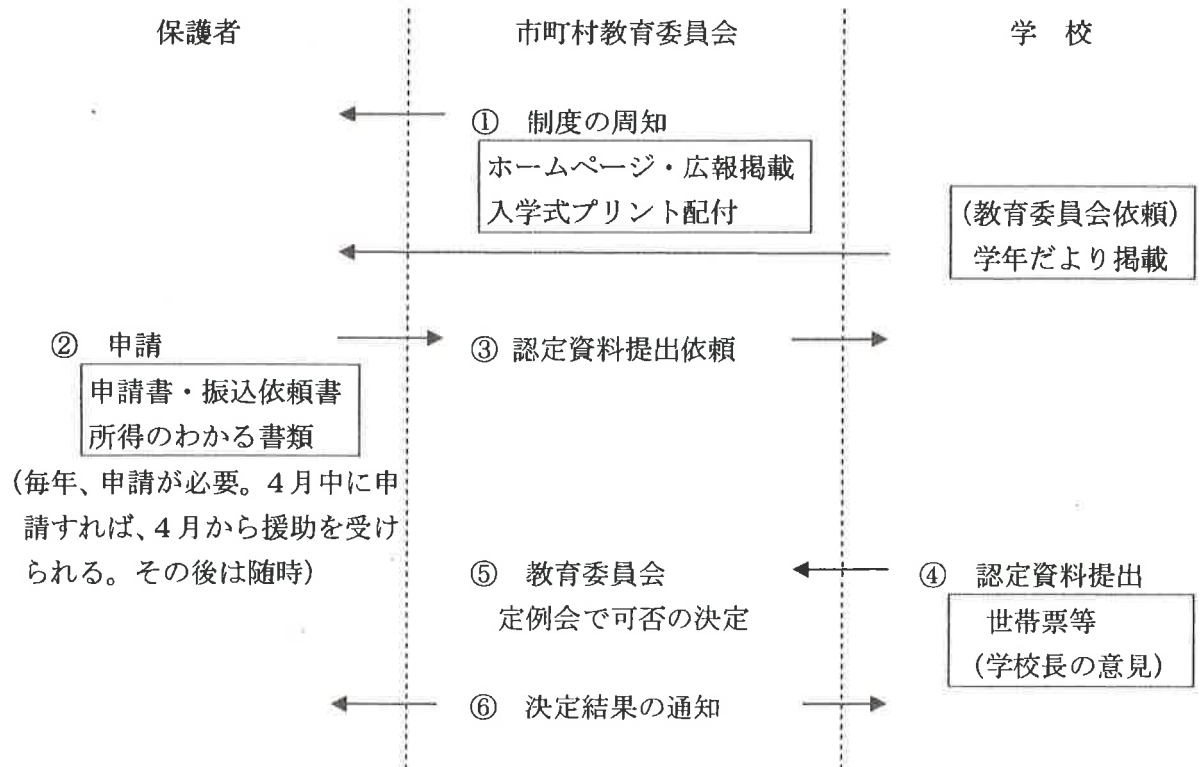 保護者
市町村教育委員会
学 校
① 制度の周知
ホームページ・広報掲載
入学式プリント配付
(教育委員会依頼)
学年だより掲載
② 申請
申請書・振込依頼書
所得のわかる書類
(毎年、申請が必要。4月中に申
請すれば、4月から援助を受け
られる。その後は随時)
③ 認定資料提出依頼
④ 認定資料提出
世帯票等
(学校長の意見)
⑤ 教育委員会
定例会で可否の決定
⑥ 決定結果の通知